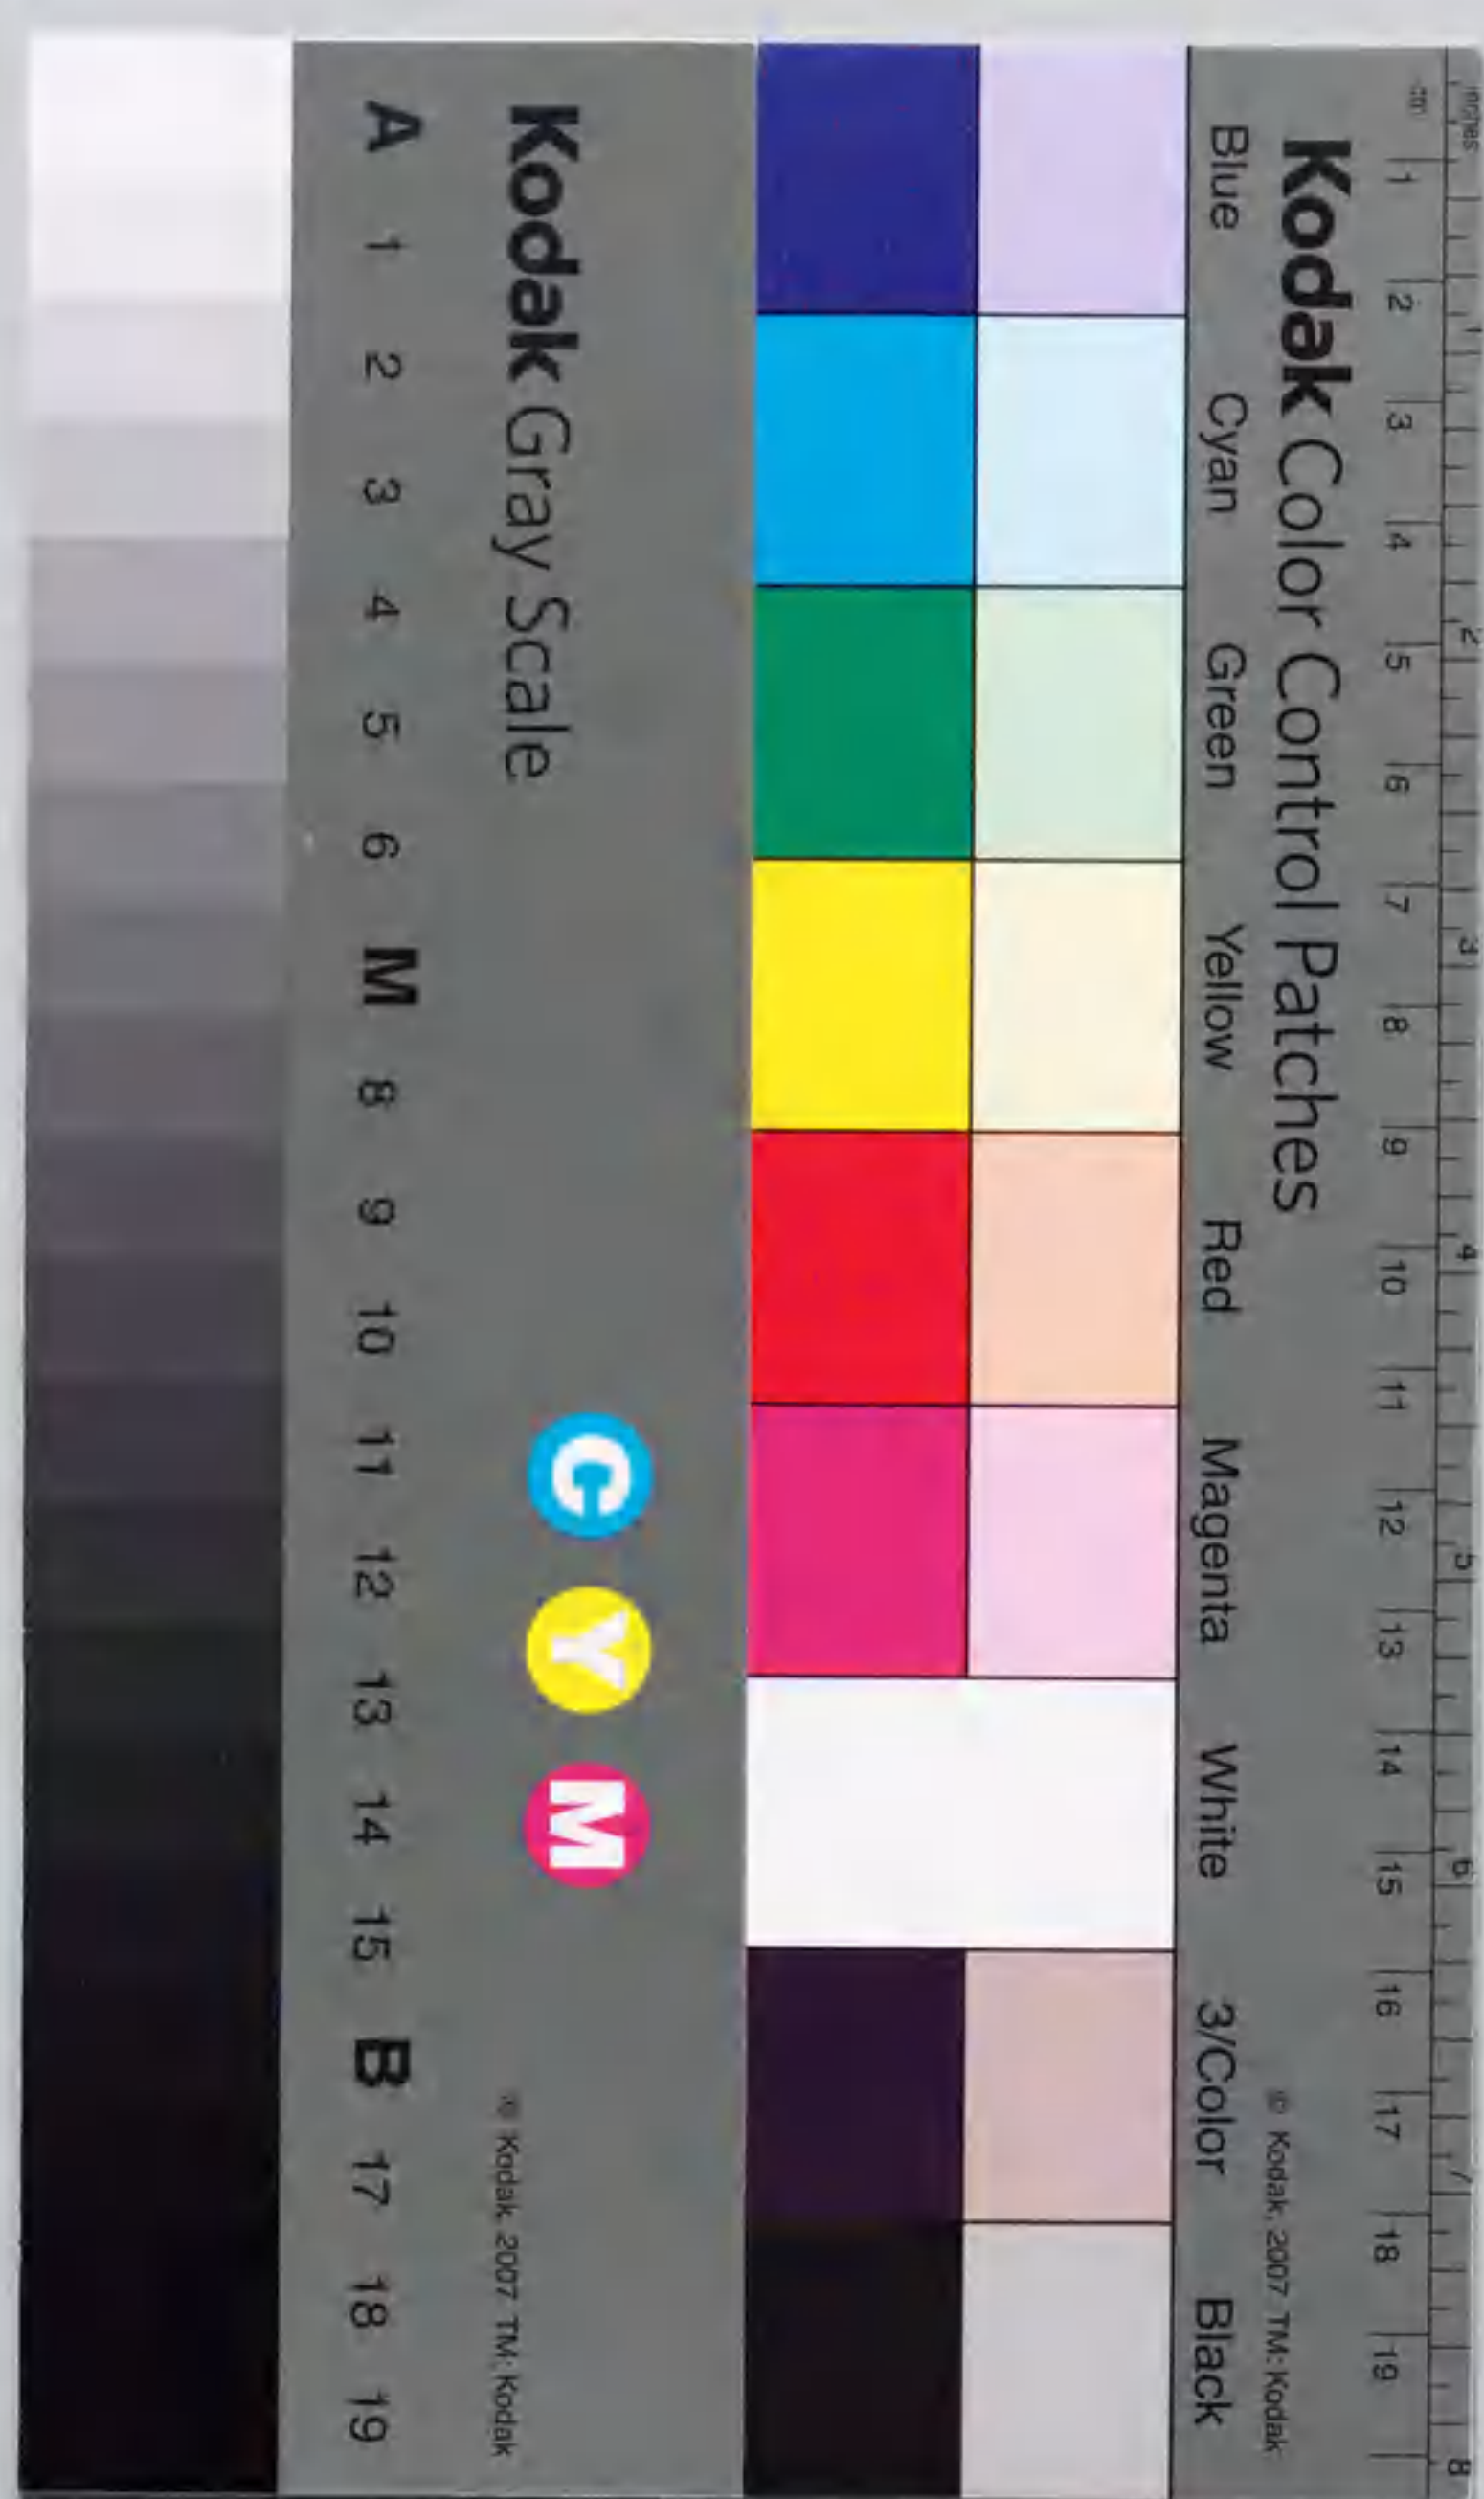 inches 1 2 3 4 5 6 7 8
cm 1 2 3 4 5 6 7 8 9 10 11 12 13 14 15 16 17 18 19
Kodak Color Control Patches
© Kodak, 2007 TM: Kodak
Blue Cyan Green Yellow Red Magenta White 3/Color Black
Kodak Gray Scale
C Y M
© Kodak, 2007 TM: Kodak
A 1 2 3 4 5 6 M 8 9 10 11 12 13 14 15 B 17 18 19